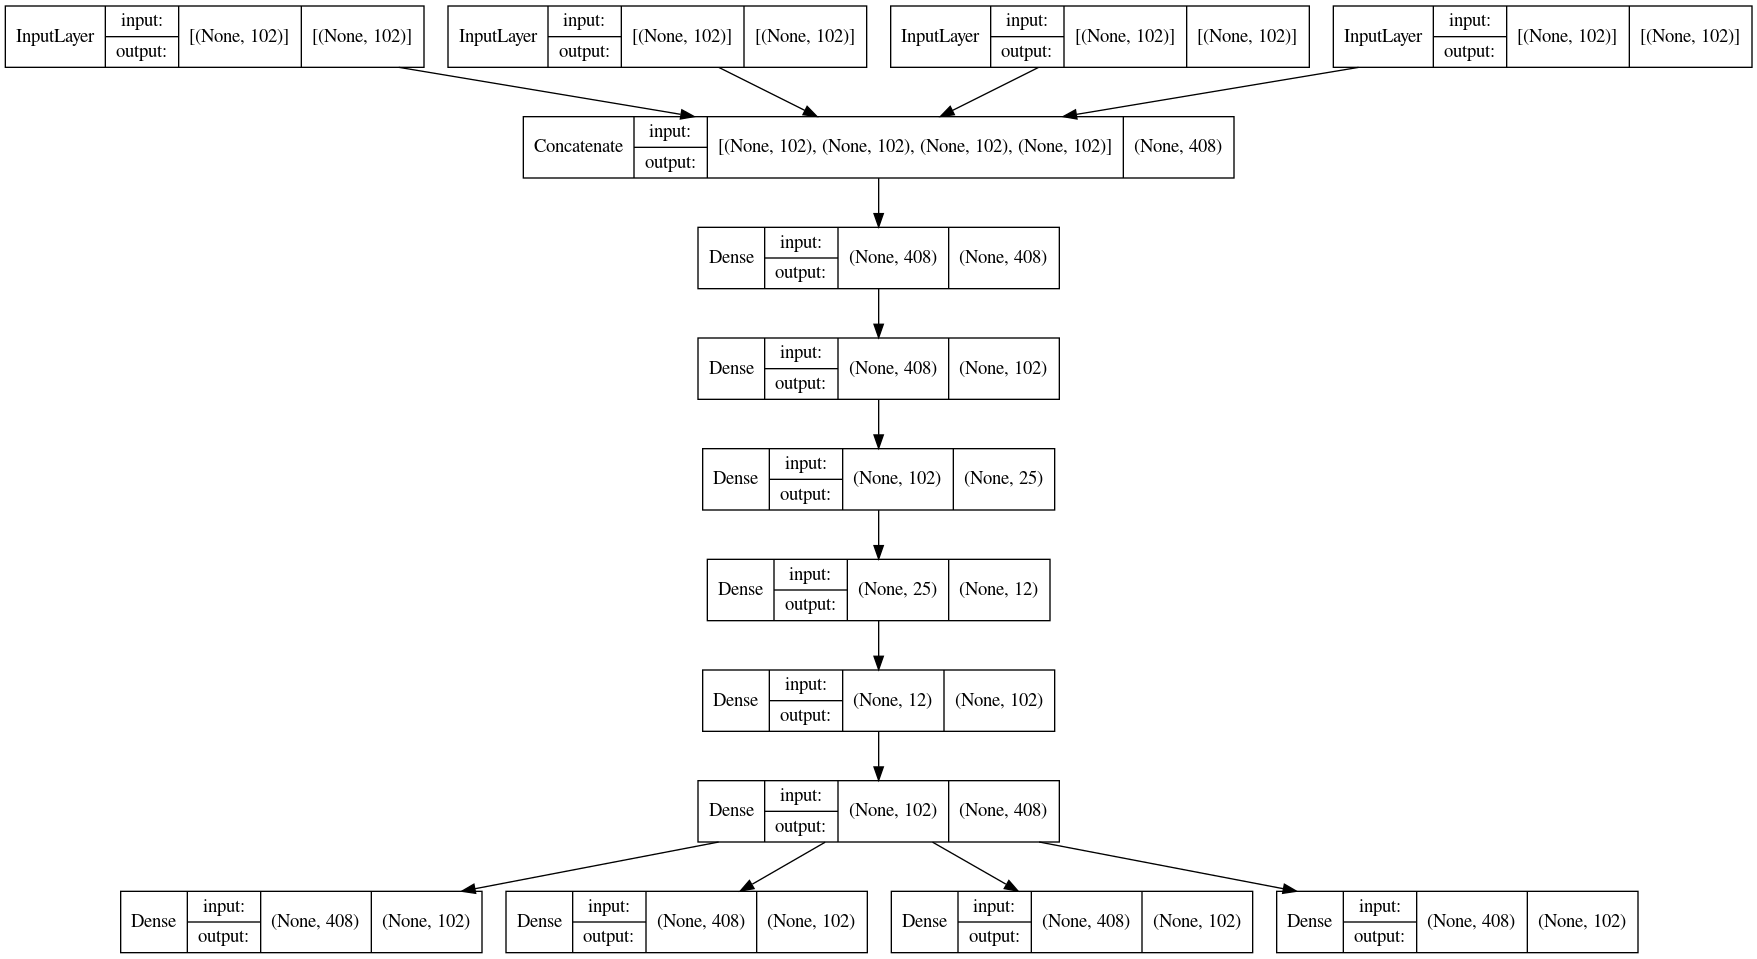 InputLayer input: output: [(None, 102)] [(None, 102)]
InputLayer input: output: [(None, 102)] [(None, 102)]
InputLayer input: output: [(None, 102)] [(None, 102)]
InputLayer input: output: [(None, 102)] [(None, 102)]
Concatenate input: output: [(None, 102), (None, 102), (None, 102), (None, 102)] (None, 408)
Dense input: output: (None, 408) (None, 408)
Dense input: output: (None, 408) (None, 102)
Dense input: output: (None, 102) (None, 25)
Dense input: output: (None, 25) (None, 12)
Dense input: output: (None, 12) (None, 102)
Dense input: output: (None, 102) (None, 408)
Dense input: output: (None, 408) (None, 102)
Dense input: output: (None, 408) (None, 102)
Dense input: output: (None, 408) (None, 102)
Dense input: output: (None, 408) (None, 102)